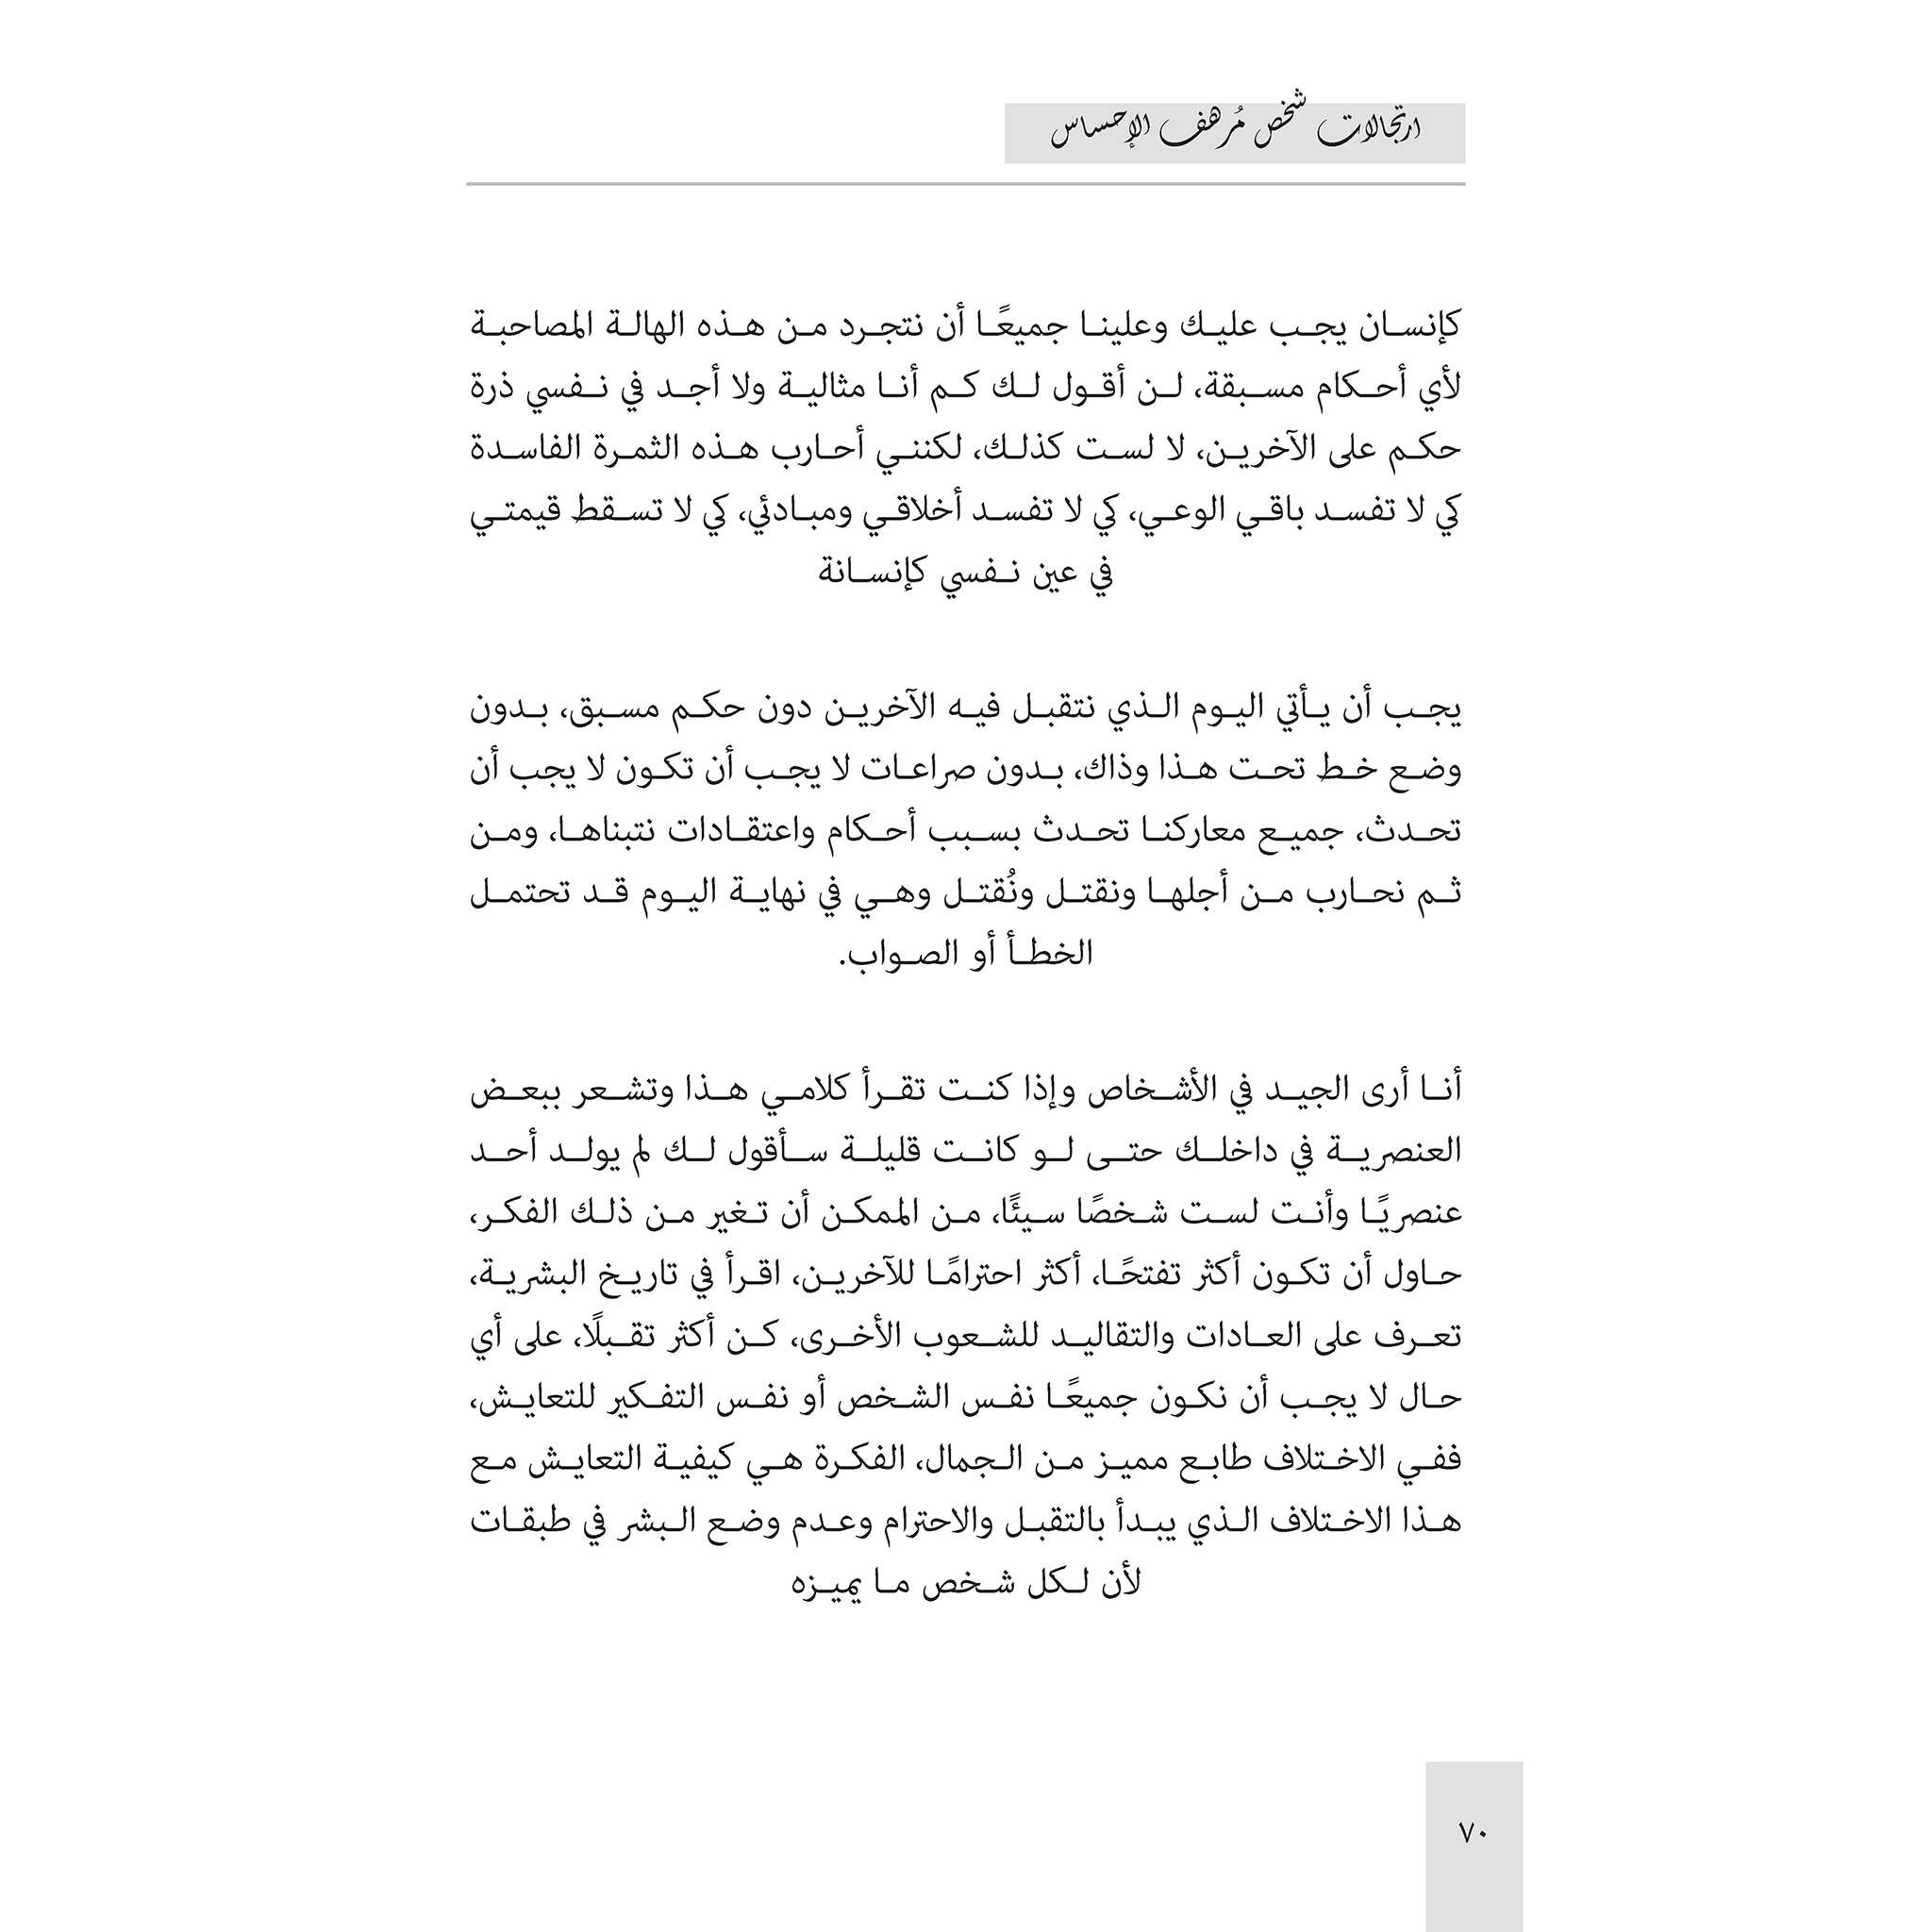 ارتجالات شخص مُرهف الإحساس
كإنسان يجب عليك وعلينا جميعًا أن نتجرد من هذه الهالة المصاحبة
لأي أحكام مسبقة، لن أقول لك كم أنا مثالية ولا أجد في نفسي ذرة
حكم على الآخرين، لا لست كذلك، لكنني أحارب هذه الثمرة الفاسدة
كي لا تفسد باقي الوعي، كي لا تفسد أخلاقي ومبادئي، كي لا تسقط قيمتي
في عين نفسي كإنسانة
يجب أن يأتي اليوم الذي نتقبل فيه الآخرين دون حكم مسبق، بدون
وضع خط تحت هذا وذاك، بدون صراعات لا يجب أن تكون لا يجب أن
تحدث، جميع معاركنا تحدث بسبب أحكام واعتقادات نتبناها، ومن
ثم نحارب من أجلها ونقتل ونُقتل وهي في نهاية اليوم قد تحتمل
الخطأ أو الصواب.
أنا أرى الجيد في الأشخاص وإذا كنت تقرأ كلامي هذا وتشعر ببعض
العنصرية في داخلك حتى لو كانت قليلة سأقول لك لم يولد أحد
عنصريًا وأنت لست شخصًا سيئًا، من الممكن أن تغير من ذلك الفكر،
حاول أن تكون أكثر تفتحًا، أكثر احترامًا للآخرين، اقرأ في تاريخ البشرية،
تعرف على العادات والتقاليد للشعوب الأخرى، كن أكثر تقبلًا، على أي
حال لا يجب أن نكون جميعًا نفس الشخص أو نفس التفكير للتعايش،
ففي الاختلاف طابع مميز من الجمال، الفكرة هي كيفية التعايش مع
هذا الاختلاف الذي يبدأ بالتقبل والاحترام وعدم وضع البشر في طبقات
لأن لكل شخص ما يميزه
٧٠